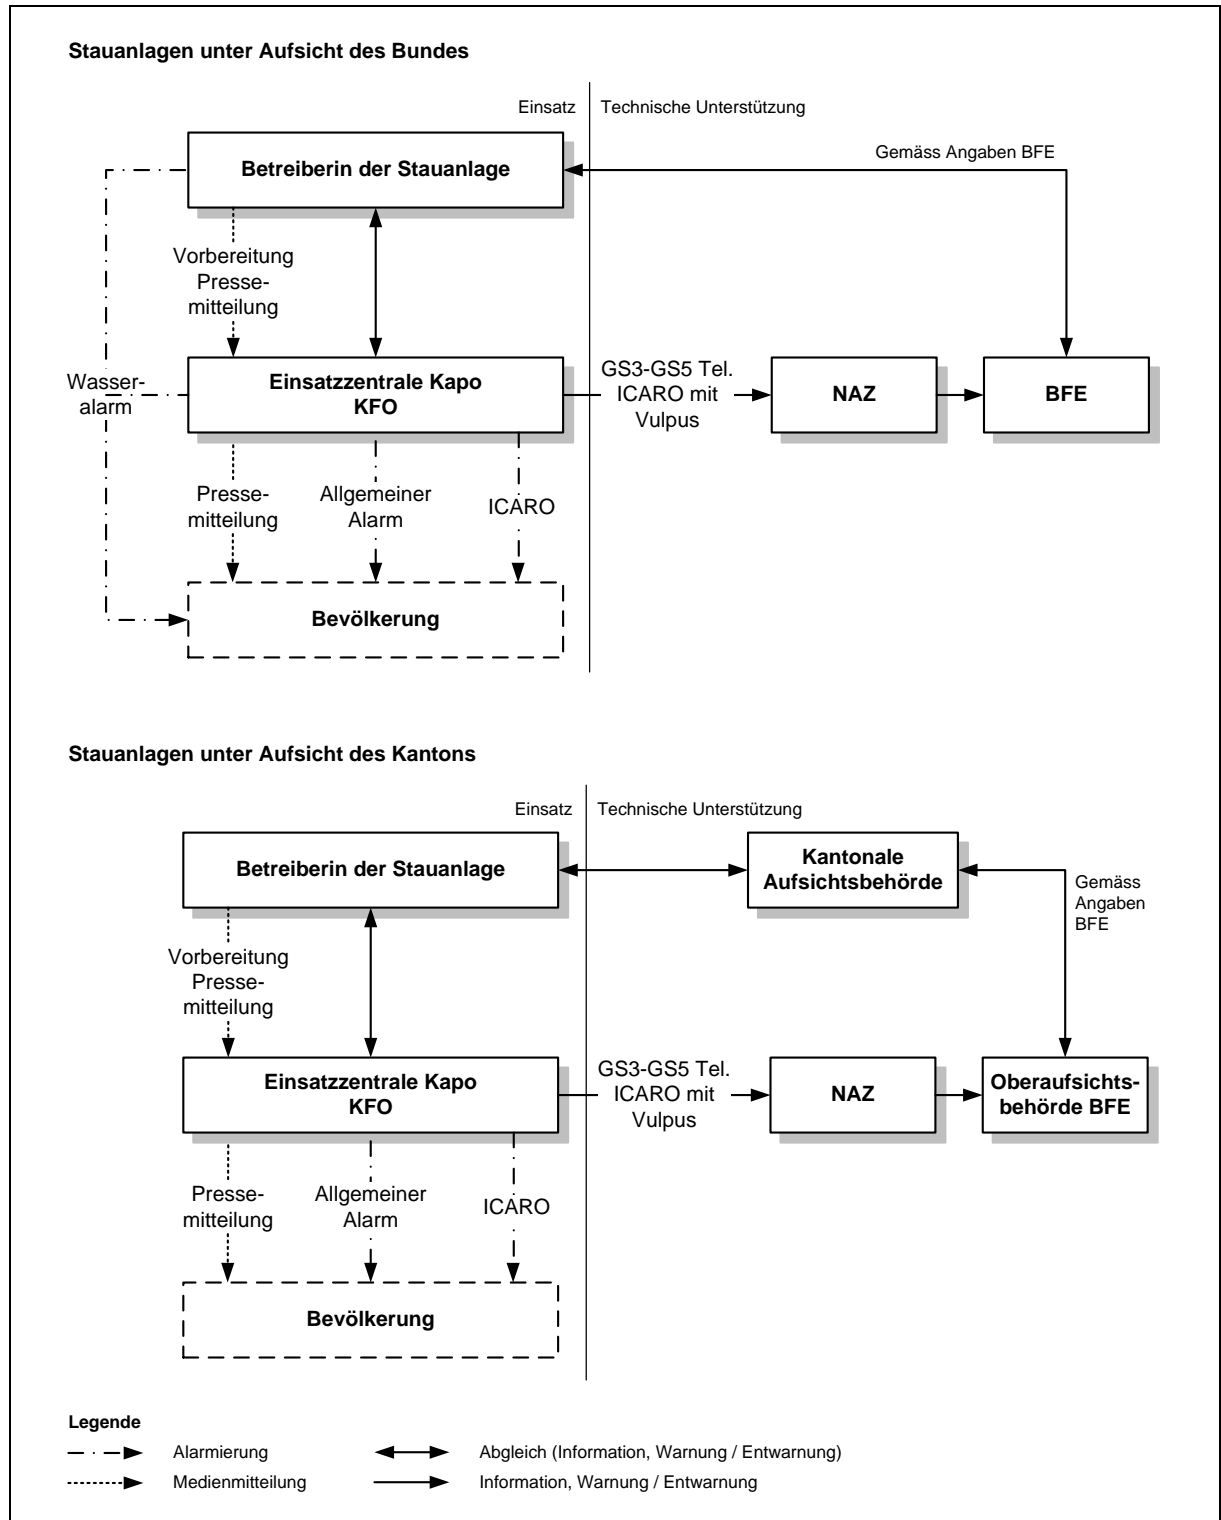 Stauanlagen unter Aufsicht des Bundes
Einsatz
Technische Unterstützung
Betreiberin der Stauanlage
Gemäss Angaben BFE
Vorbereitung
Presse-
mitteilung
Wasser-
alarm
Einsatzzentrale Kapo
KFO
GS3-GS5 Tel.
ICARO mit
Vulpus
NAZ
BFE
Presse-
mitteilung
Allgemeiner
Alarm
ICARO
Bevölkerung
Stauanlagen unter Aufsicht des Kantons
Einsatz
Technische Unterstützung
Betreiberin der Stauanlage
Kantonale
Aufsichtsbehörde
Gemäss
Angaben
BFE
Vorbereitung
Presse-
mitteilung
Einsatzzentrale Kapo
KFO
GS3-GS5 Tel.
ICARO mit
Vulpus
NAZ
Oberaufsichts-
behörde BFE
Presse-
mitteilung
Allgemeiner
Alarm
ICARO
Bevölkerung
Legende
Alarmierung
Abgleich (Information, Warnung / Entwarnung)
Medienmitteilung
Information, Warnung / Entwarnung